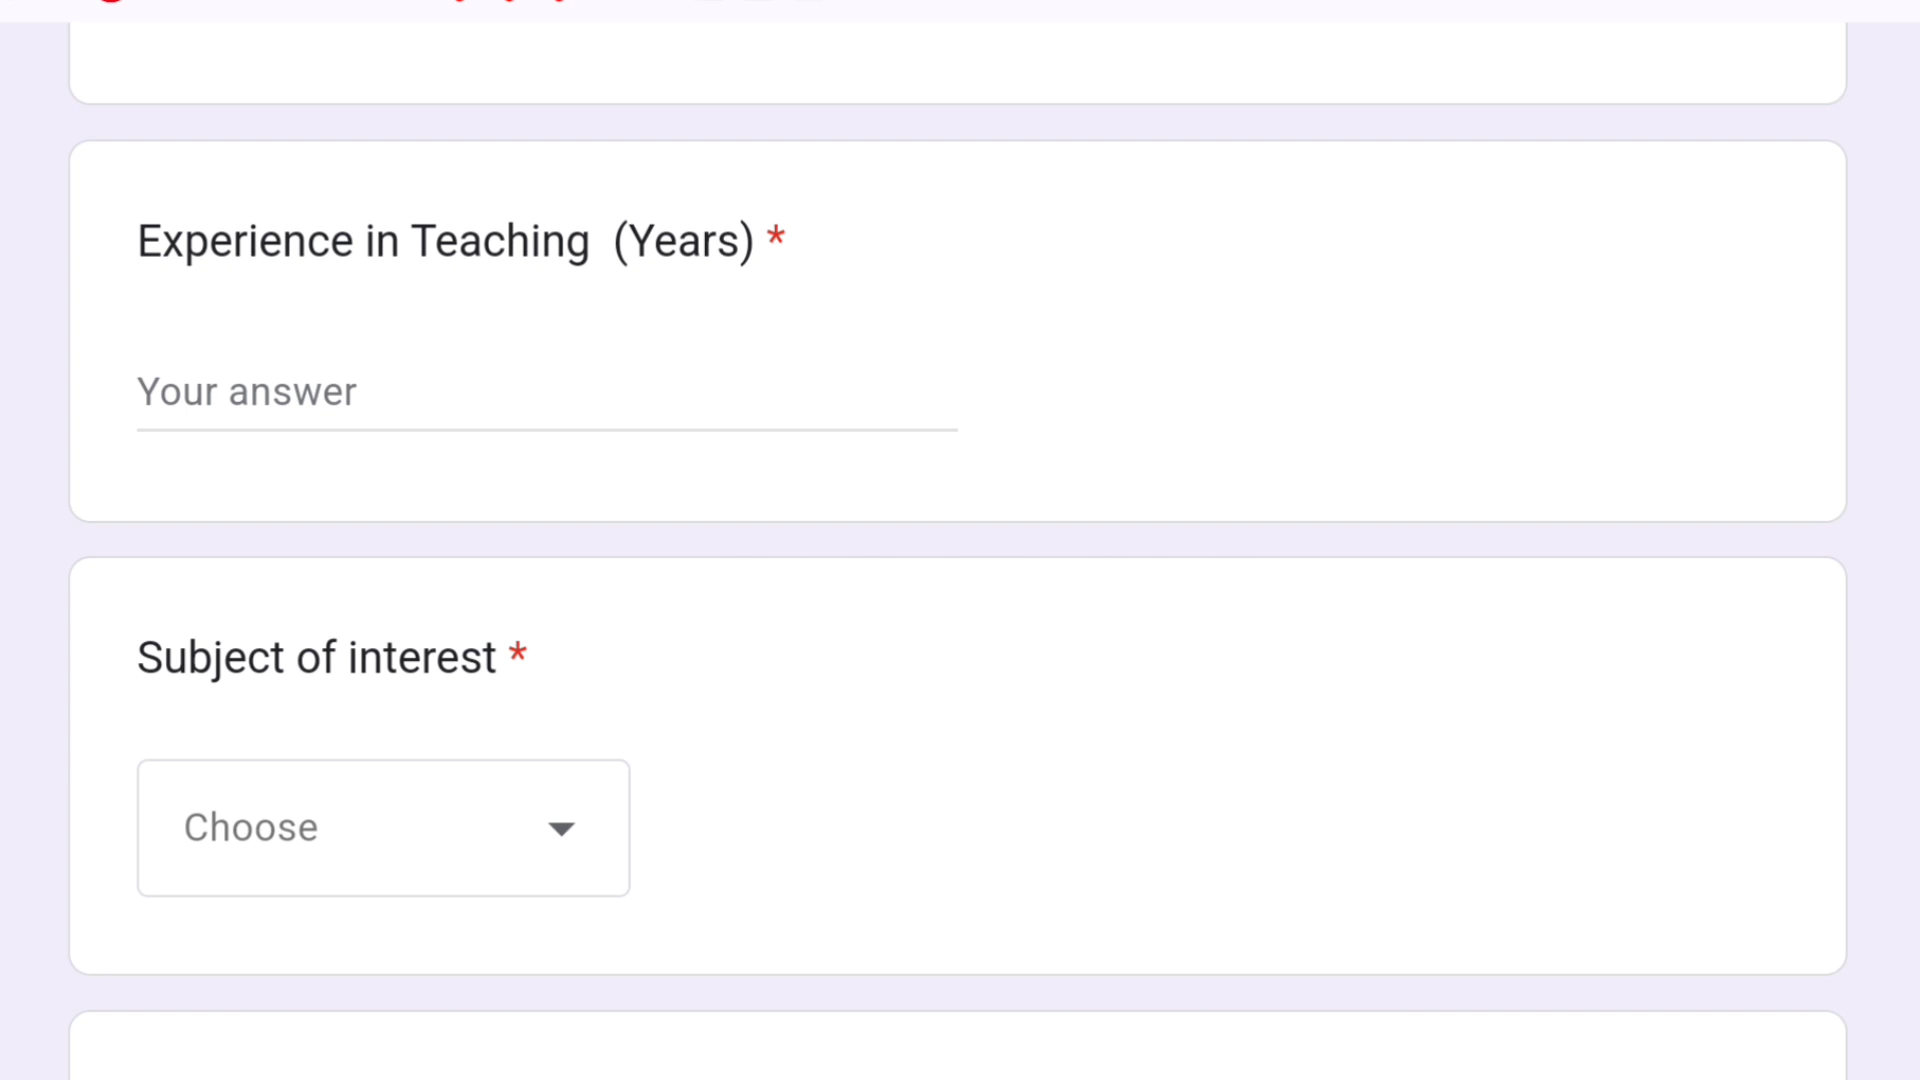 Experience in Teaching  (Years) *
Your answer
Subject of interest *
Choose